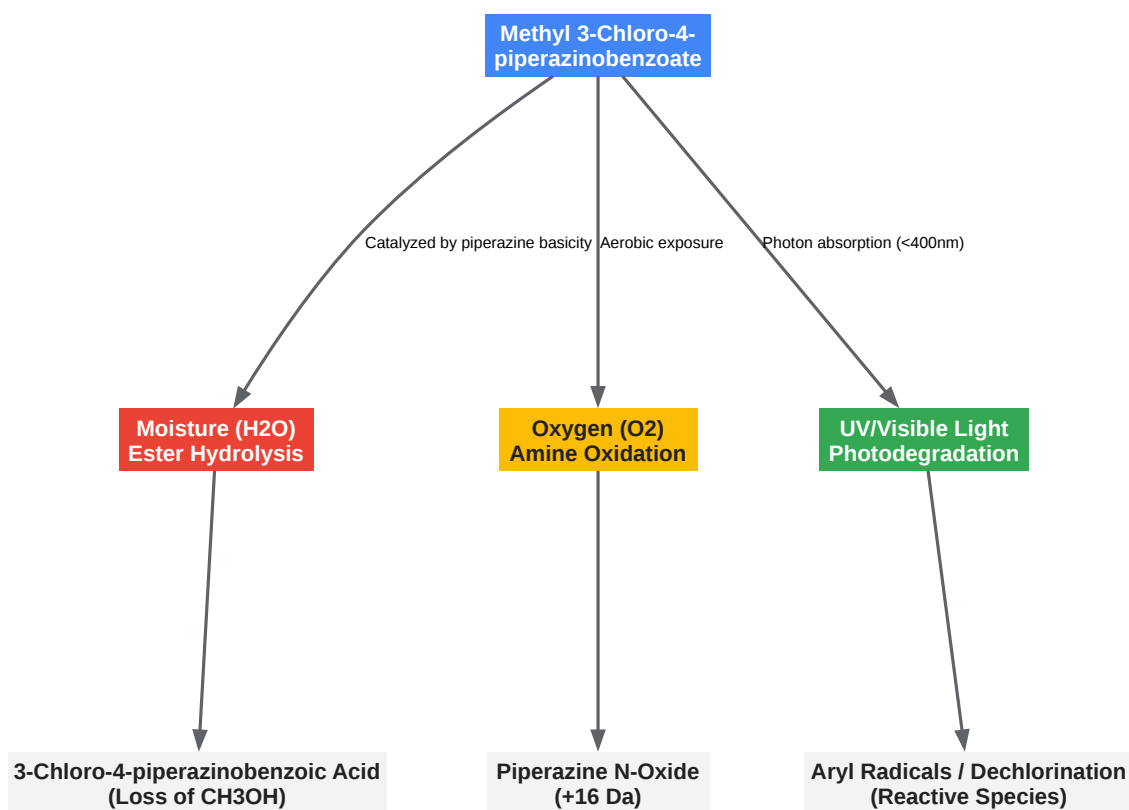 Methyl 3-Chloro-4-
piperazinobenzoate
Catalyzed by piperazine basicity
Aerobic exposure
Photon absorption (<400nm)
Moisture (H2O)
Ester Hydrolysis
Oxygen (O2)
Amine Oxidation
UV/Visible Light
Photodegradation
3-Chloro-4-piperazinobenzoic Acid
(Loss of CH3OH)
Piperazine N-Oxide
(+16 Da)
Aryl Radicals / Dechlorination
(Reactive Species)